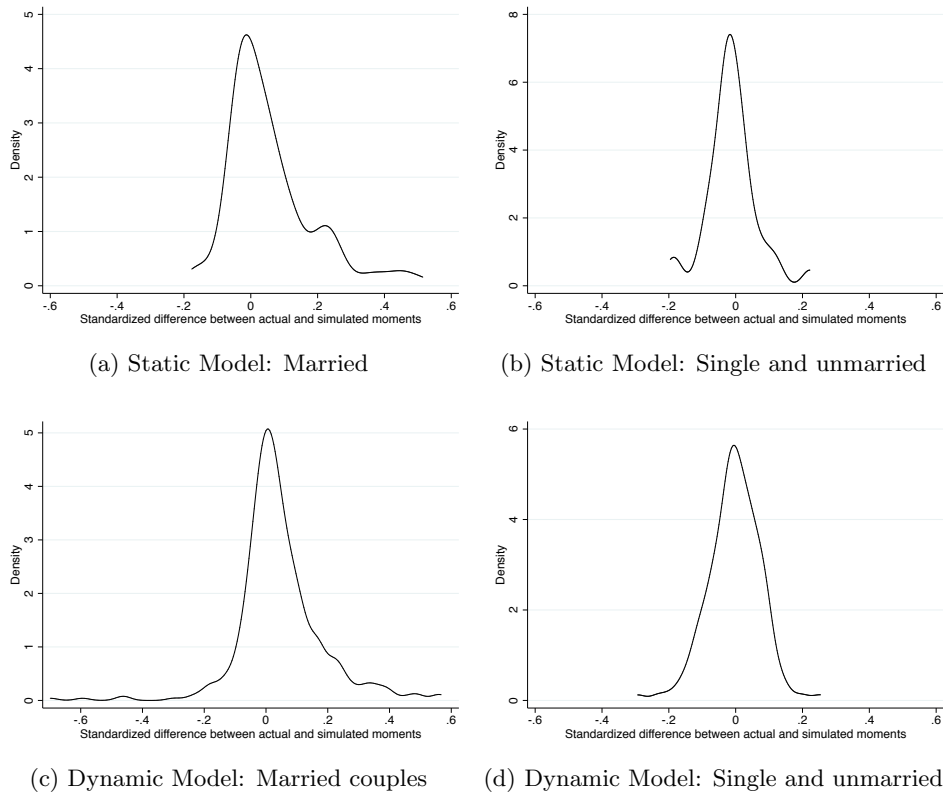 5
4
3
2
1
0
Density
-.6 -.4 -.2 0 .2 .4 .6
Standardized difference between actual and simulated moments
(a) Static Model: Married
8
6
4
2
0
Density
-.6 -.4 -.2 0 .2 .4 .6
Standardized difference between actual and simulated moments
(b) Static Model: Single and unmarried
5
4
3
2
1
0
Density
-.6 -.4 -.2 0 .2 .4 .6
Standardized difference between actual and simulated moments
(c) Dynamic Model: Married couples
6
4
2
0
Density
-.6 -.4 -.2 0 .2 .4 .6
Standardized difference between actual and simulated moments
(d) Dynamic Model: Single and unmarried